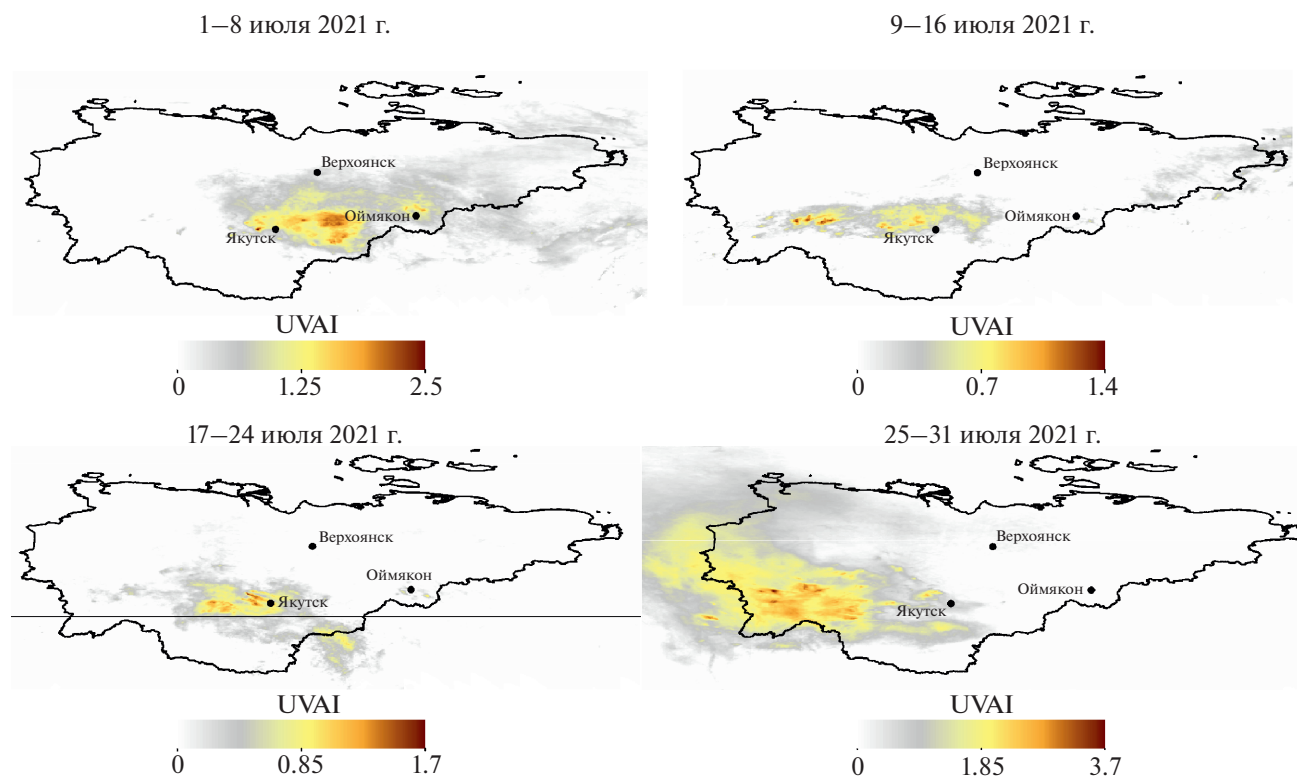 1–8 июля 2021 г.
9–16 июля 2021 г.
Верхоянск
Оймякон
Якутск
Верхоянск
Оймякон
Якутск
UVAI
0 1.25 2.5
UVAI
0 0.7 1.4
17–24 июля 2021 г.
25–31 июля 2021 г.
Верхоянск
Оймякон
Якутск
Верхоянск
Оймякон
Якутск
UVAI
0 0.85 1.7
UVAI
0 1.85 3.7